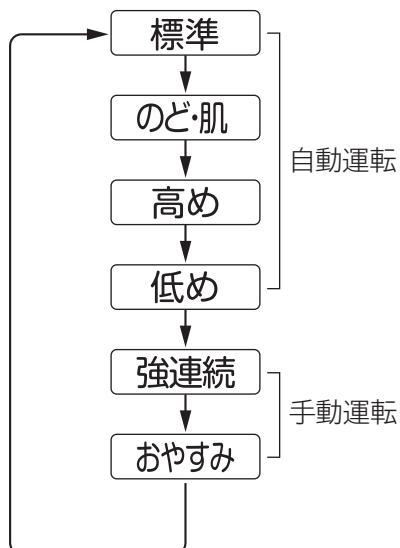 標準
のど・肌
高め
低め
強連続
おやすみ
自動運転
手動運転